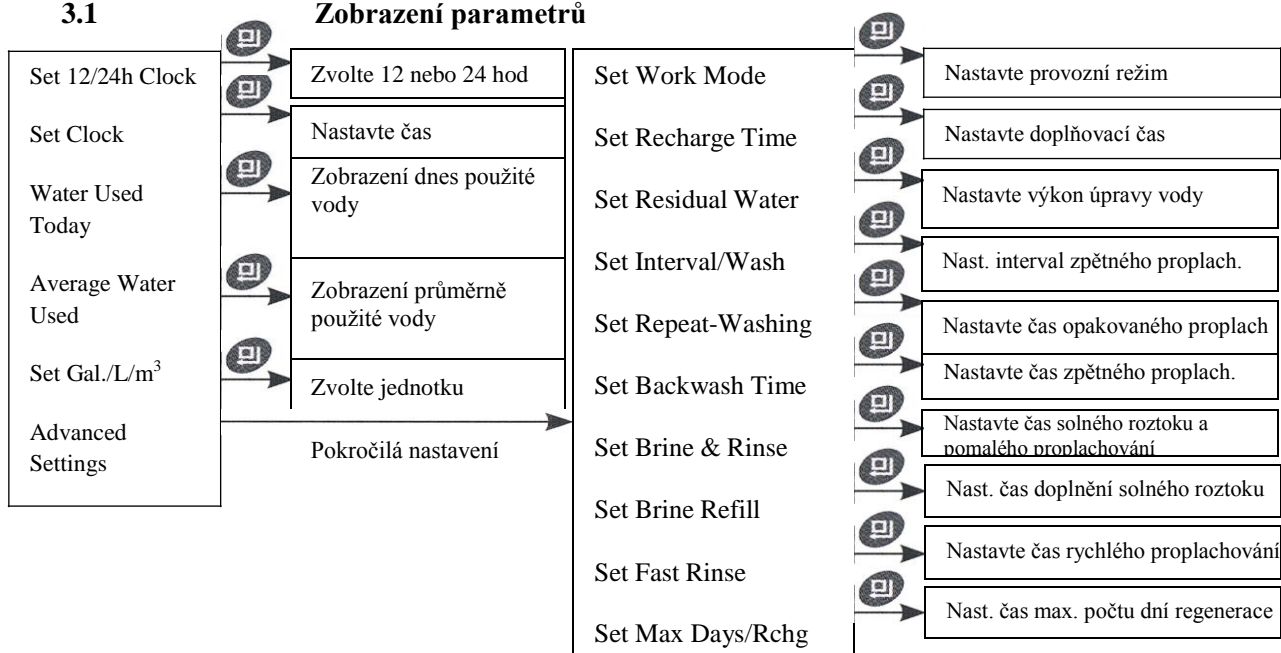 3.1 Zobrazení parametrů
Set 12/24h Clock
Set Clock
Water Used
Today
Average Water
Used
Set Gal./L/m³
Advanced
Settings
Zvolte 12 nebo 24 hod
Nastavte čas
Zobrazení dnes použité
vody
Zobrazení průměrně
použité vody
Zvolte jednotku
Pokročilá nastavení
Set Work Mode
Set Recharge Time
Set Residual Water
Set Interval/Wash
Set Repeat-Washing
Set Backwash Time
Set Brine & Rinse
Set Brine Refill
Set Fast Rinse
Set Max Days/Rchg
Nastavte provozní režim
Nastavte doplňovací čas
Nastavte výkon úpravy vody
Nast. interval zpětného proplach.
Nastavte čas opakovaného proplach
Nastavte čas zpětného proplach.
Nastavte čas solného roztoku a
pomalého proplachování
Nast. čas doplnění solného roztoku
Nastavte čas rychlého proplachování
Nast. čas max. počtu dní regenerace